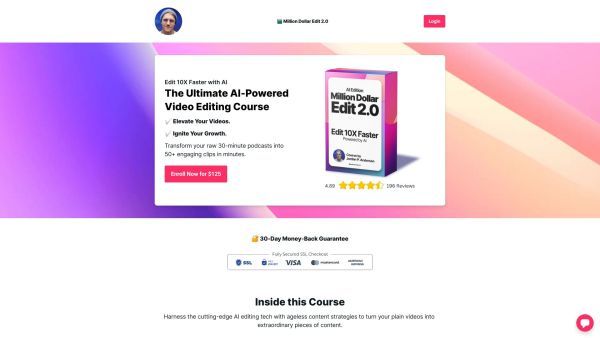 Million Dollar Edit 2.0
Login
Edit 10X Faster with AI
The Ultimate AI-Powered
Video Editing Course
Elevate Your Videos.
Ignite Your Growth.
Transform your raw 30-minute podcasts into
50+ engaging clips in minutes.
Enroll Now for $125
AI Edition
Million Dollar
Edit 2.0
Edit 10X Faster
Powered by AI
Created by
4.89
196 Reviews
30-Day Money-Back Guarantee
Fully Secured SSL Checkout
SSL
VISA
mastercard
AMERICAN
EXPRESS
Inside this Course
Harness the cutting-edge AI editing tech with ageless content strategies to turn your plain videos into
extraordinary pieces of content.